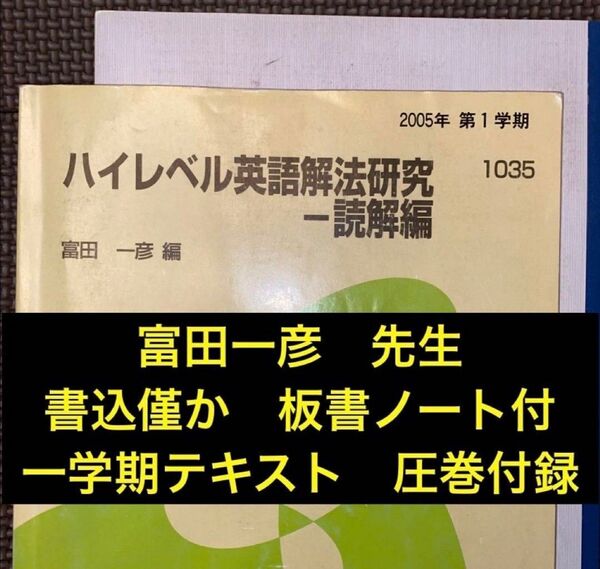 2005年 第1学期
ハイレベル英語解法研究 1035
－読解編
富田 一彦 編
富田一彦 先生
書込僅か 板書ノート付
一学期テキスト 圧巻付録